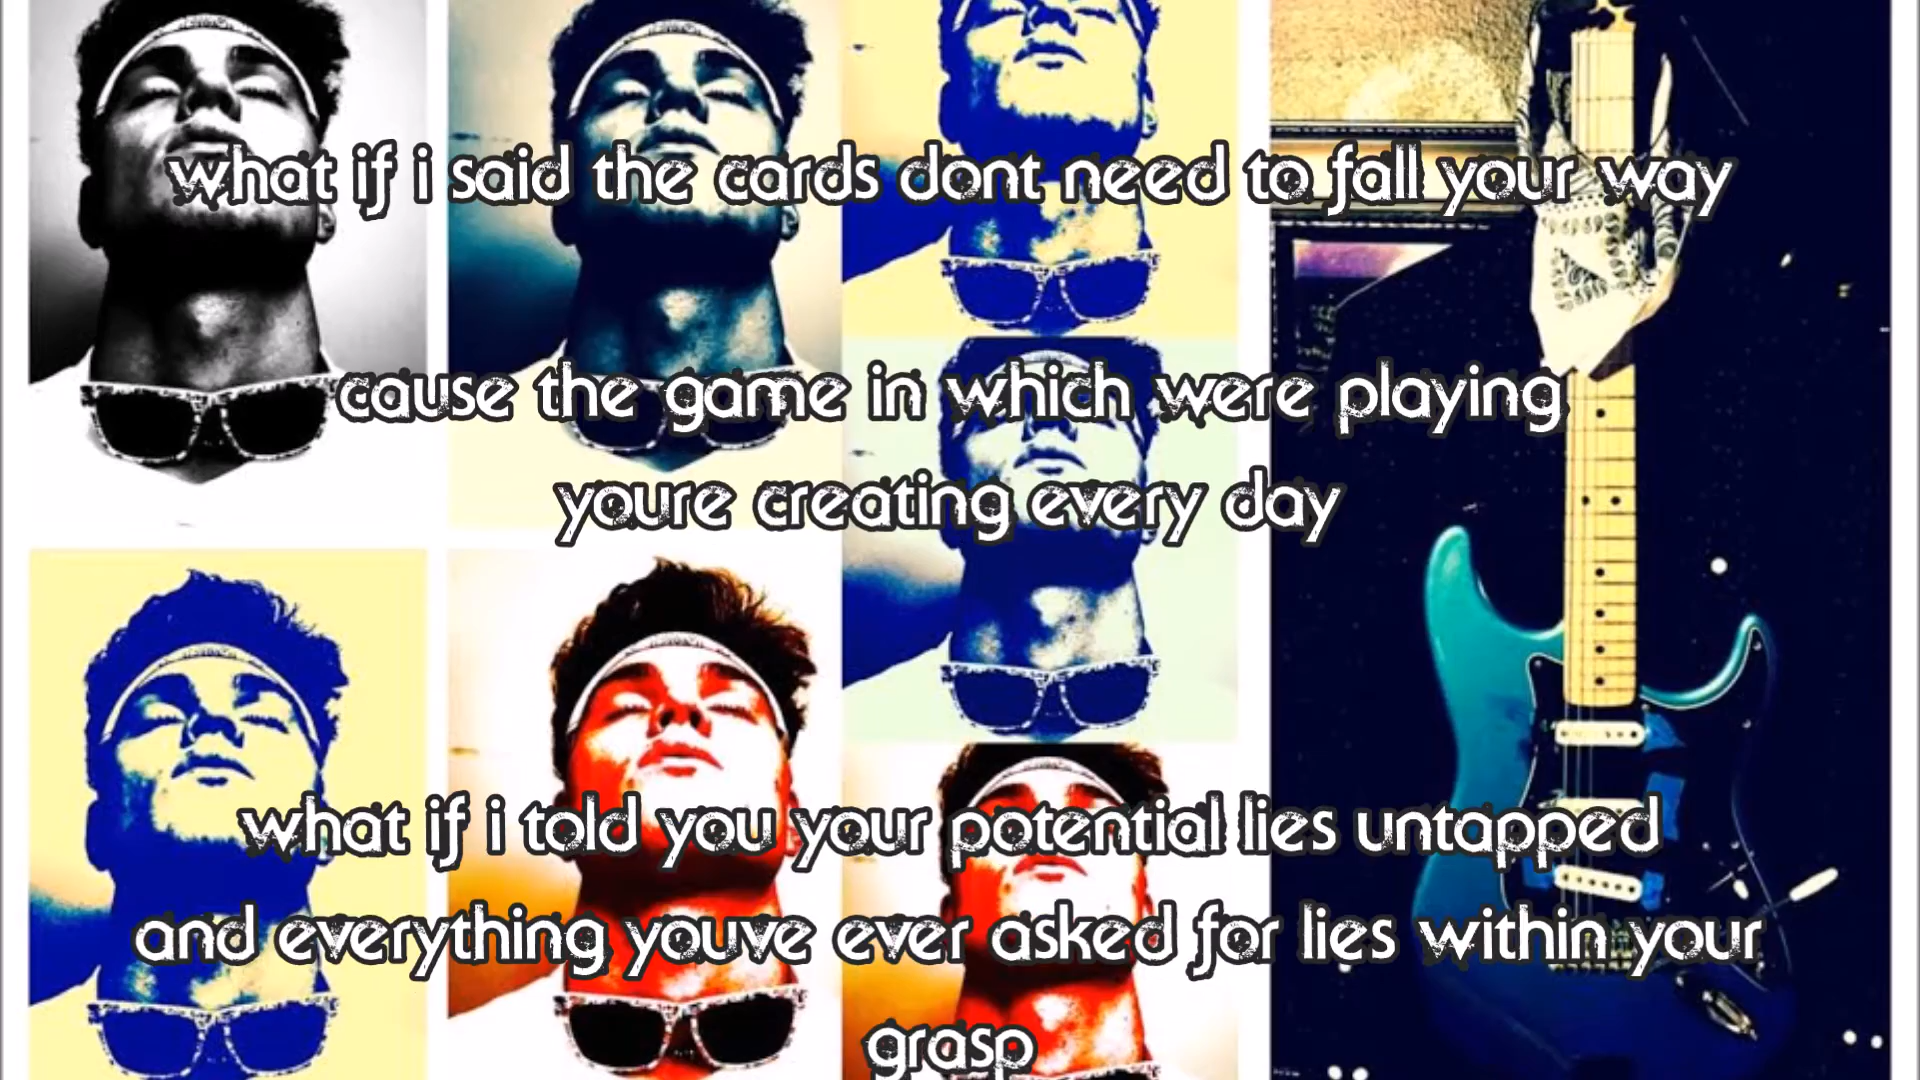 what if i said the cards dont need to fall your way
cause the game in which were playing
youre creating every day
what if i told you your potential lies untapped
and everything youve ever asked for lies within your
grasp